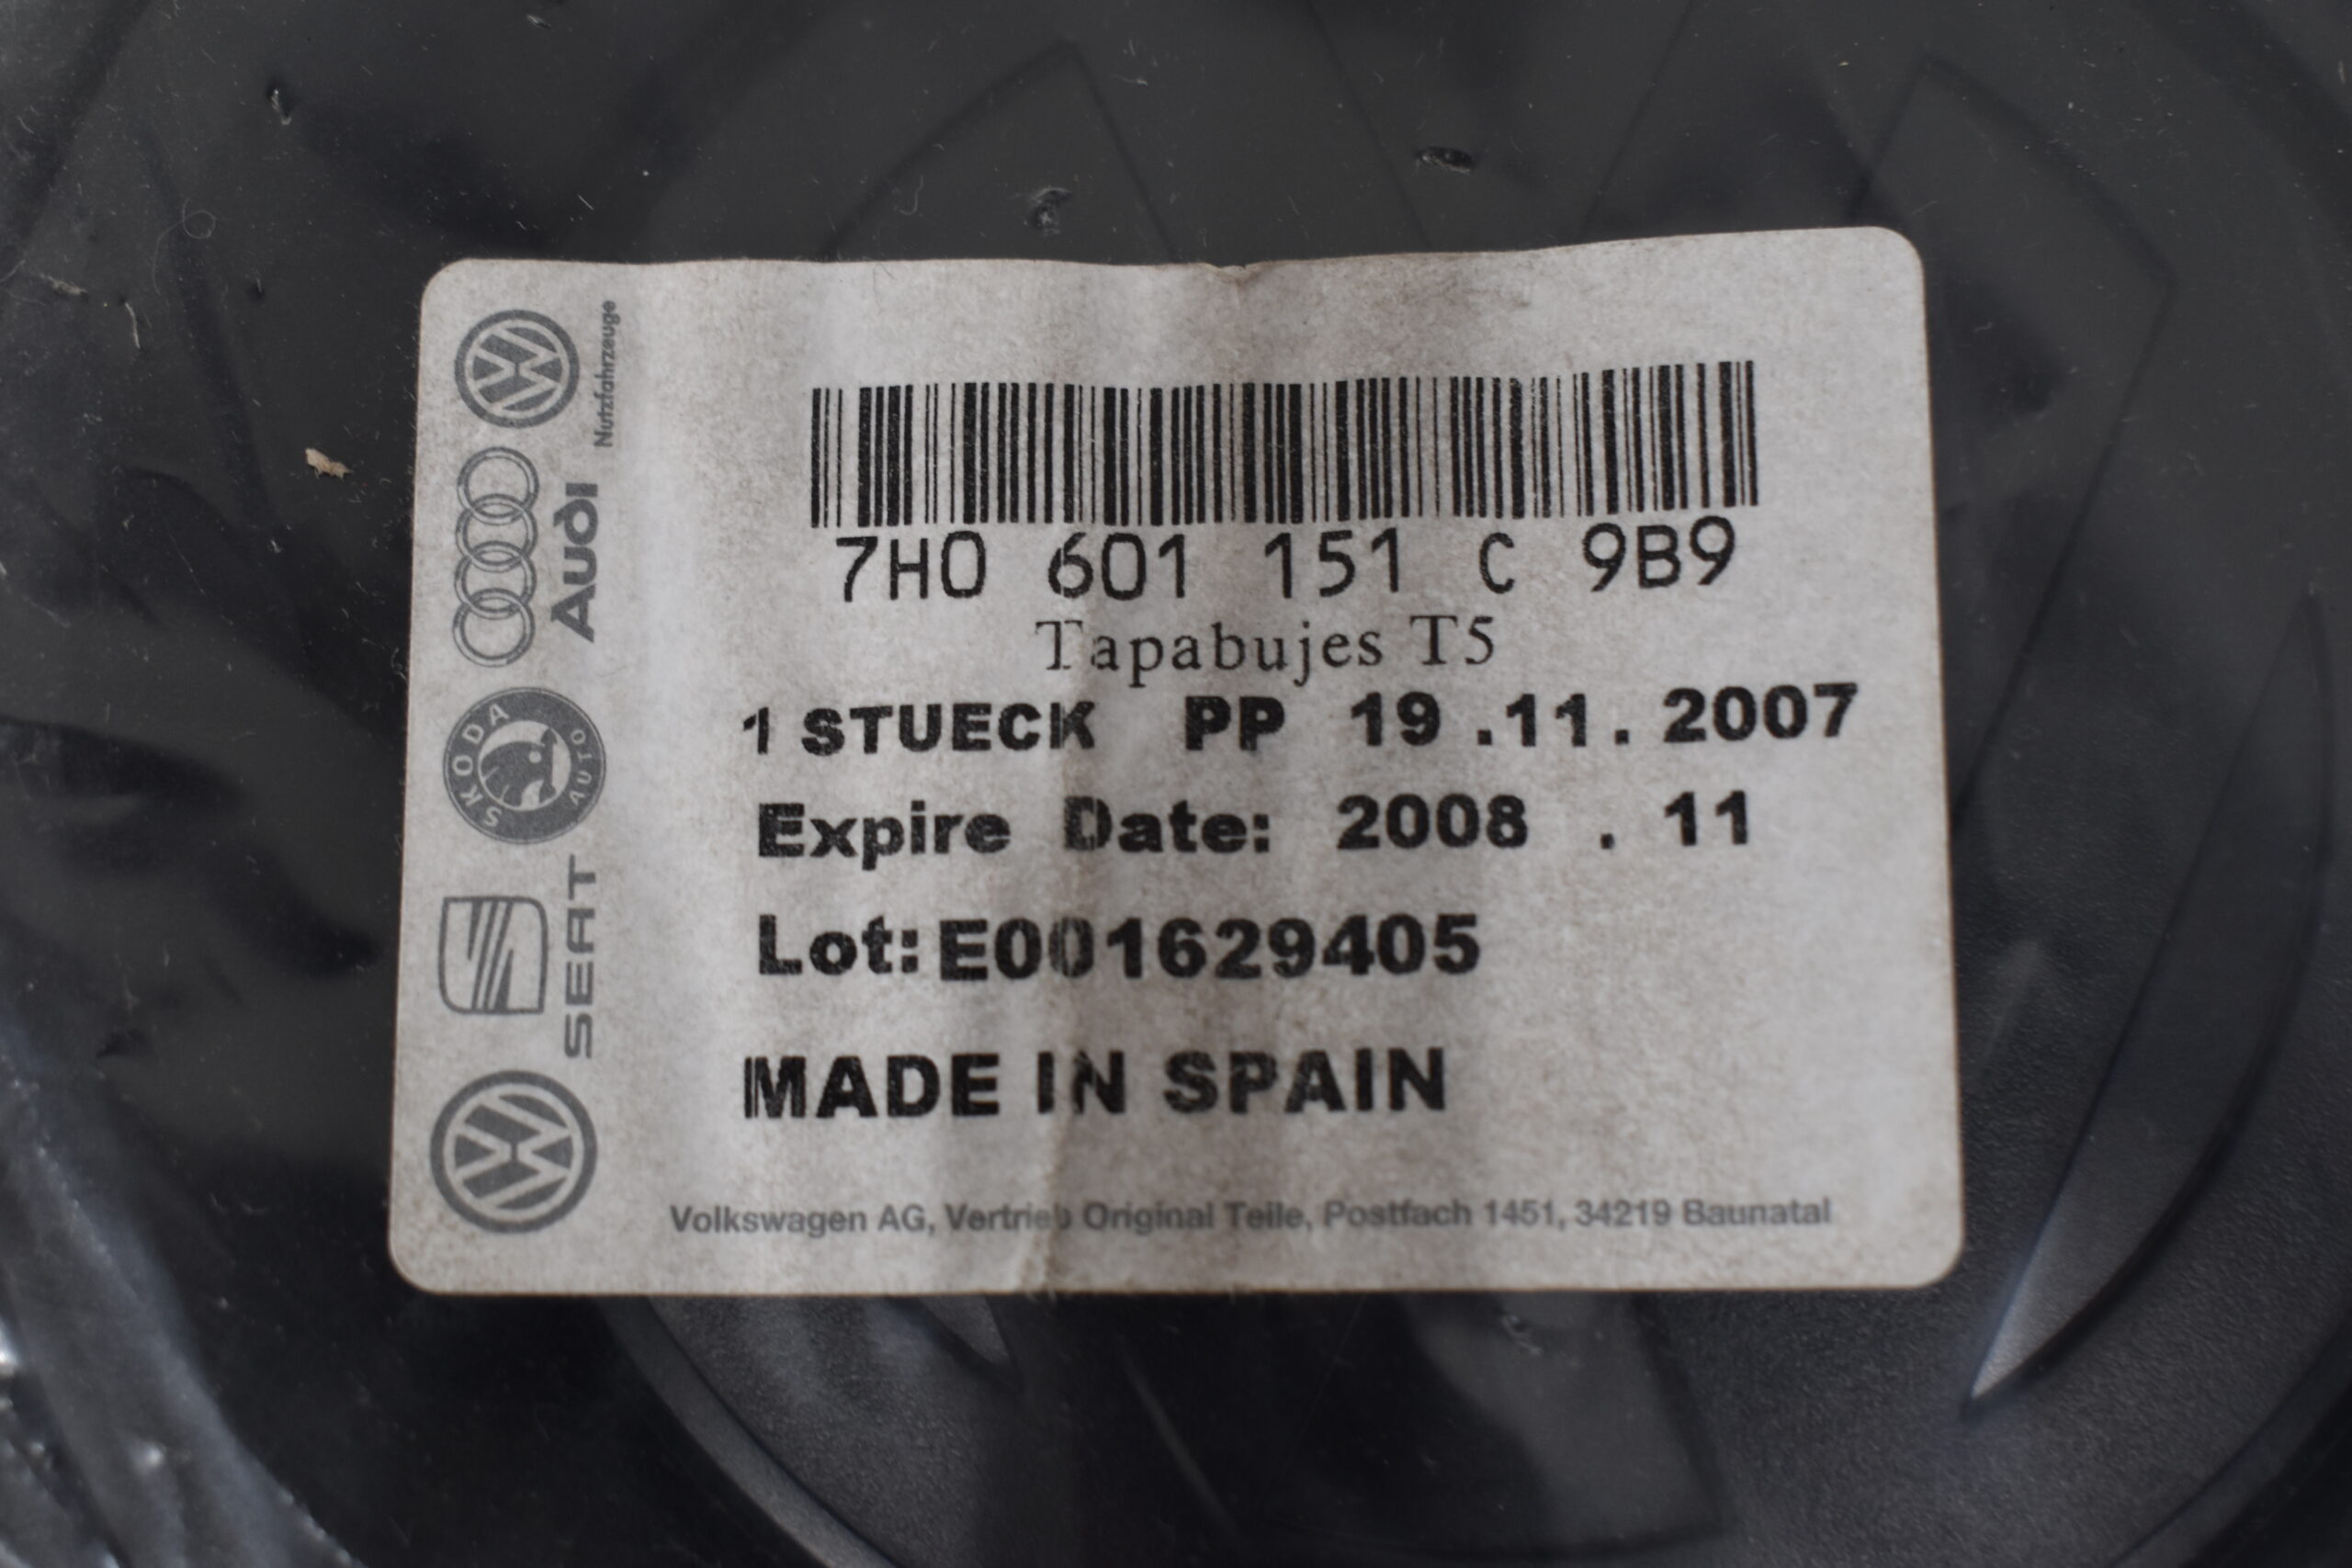 7H0 601 151 C 9B9
Tapabujes T5
1 STUECK PP 19.11.2007
Expire Date: 2008 . 11
Lot: E001629405
MADE IN SPAIN
Volkswagen AG, Vertrieb Original Teile, Postfach 1451, 34219 Baunatal
Nutzfahrzeuge
Audi
SKODA
AUTO
SEAT